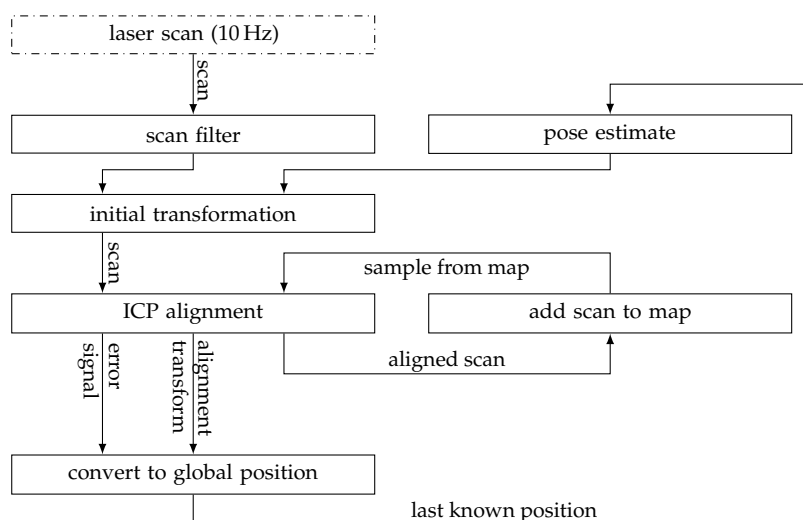 laser scan (10 Hz)
scan
scan filter
pose estimate
initial transformation
scan
sample from map
ICP alignment
add scan to map
error
signal
alignment
transform
aligned scan
convert to global position
last known position